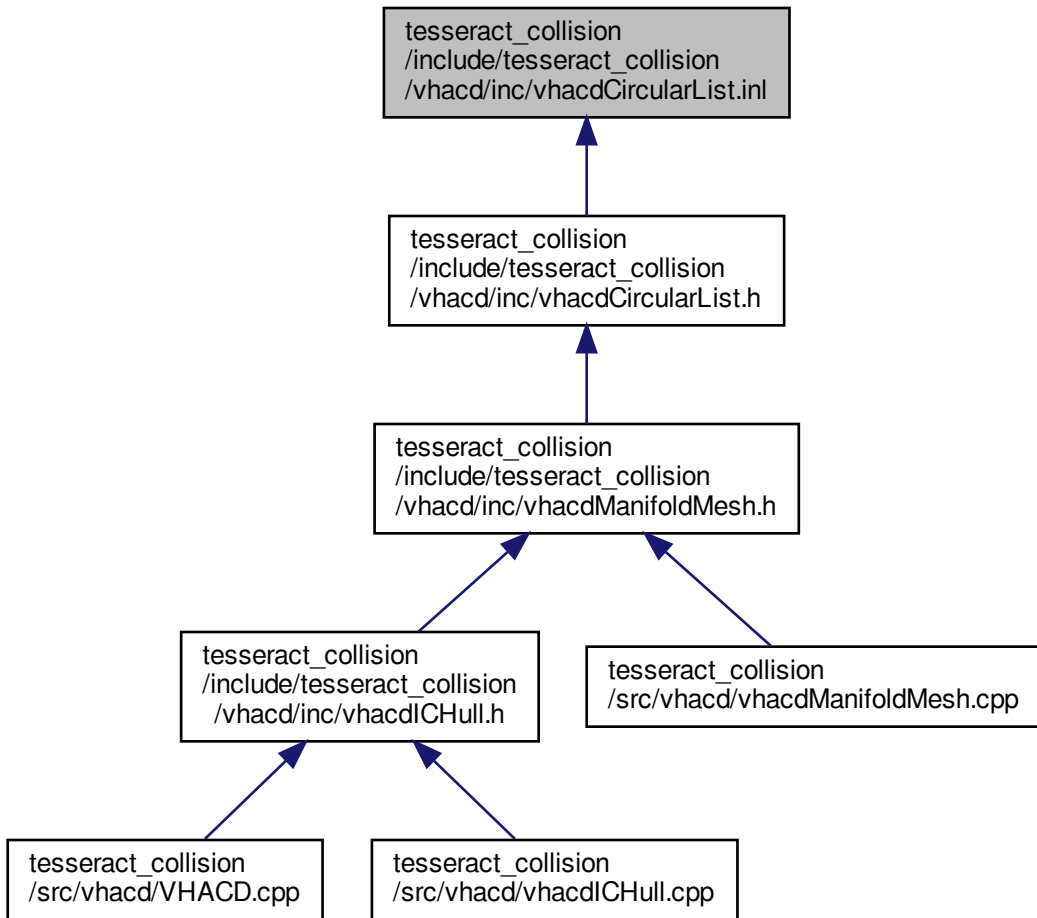 tesseract_collision
/include/tesseract_collision
/vhacd/inc/vhacdCircularList.inl
tesseract_collision
/include/tesseract_collision
/vhacd/inc/vhacdCircularList.h
tesseract_collision
/include/tesseract_collision
/vhacd/inc/vhacdManifoldMesh.h
tesseract_collision
/include/tesseract_collision
/vhacd/inc/vhacdICHull.h
tesseract_collision
/src/vhacd/vhacdManifoldMesh.cpp
tesseract_collision
/src/vhacd/VHACD.cpp
tesseract_collision
/src/vhacd/vhacdICHull.cpp